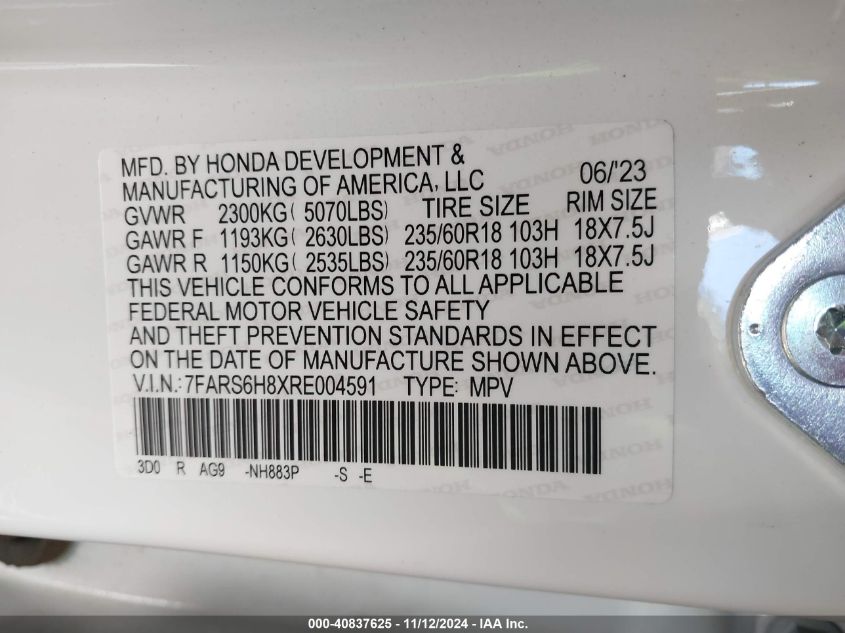 MFD. BY HONDA DEVELOPMENT &
MANUFACTURING OF AMERICA, LLC 06/'23
GVWR 2300KG( 5070LBS) TIRE SIZE RIM SIZE
GAWR F 1193KG( 2630LBS) 235/60R18 103H 18X7.5J
GAWR R 1150KG( 2535LBS) 235/60R18 103H 18X7.5J
THIS VEHICLE CONFORMS TO ALL APPLICABLE
FEDERAL MOTOR VEHICLE SAFETY
AND THEFT PREVENTION STANDARDS IN EFFECT
ON THE DATE OF MANUFACTURE SHOWN ABOVE.
V.I.N.: 7FARS6H8XRE004591 TYPE: MPV
3D0 R AG9 -NH883P -S -E
HONDA
000-40837625 - 11/12/2024 - IAA Inc.